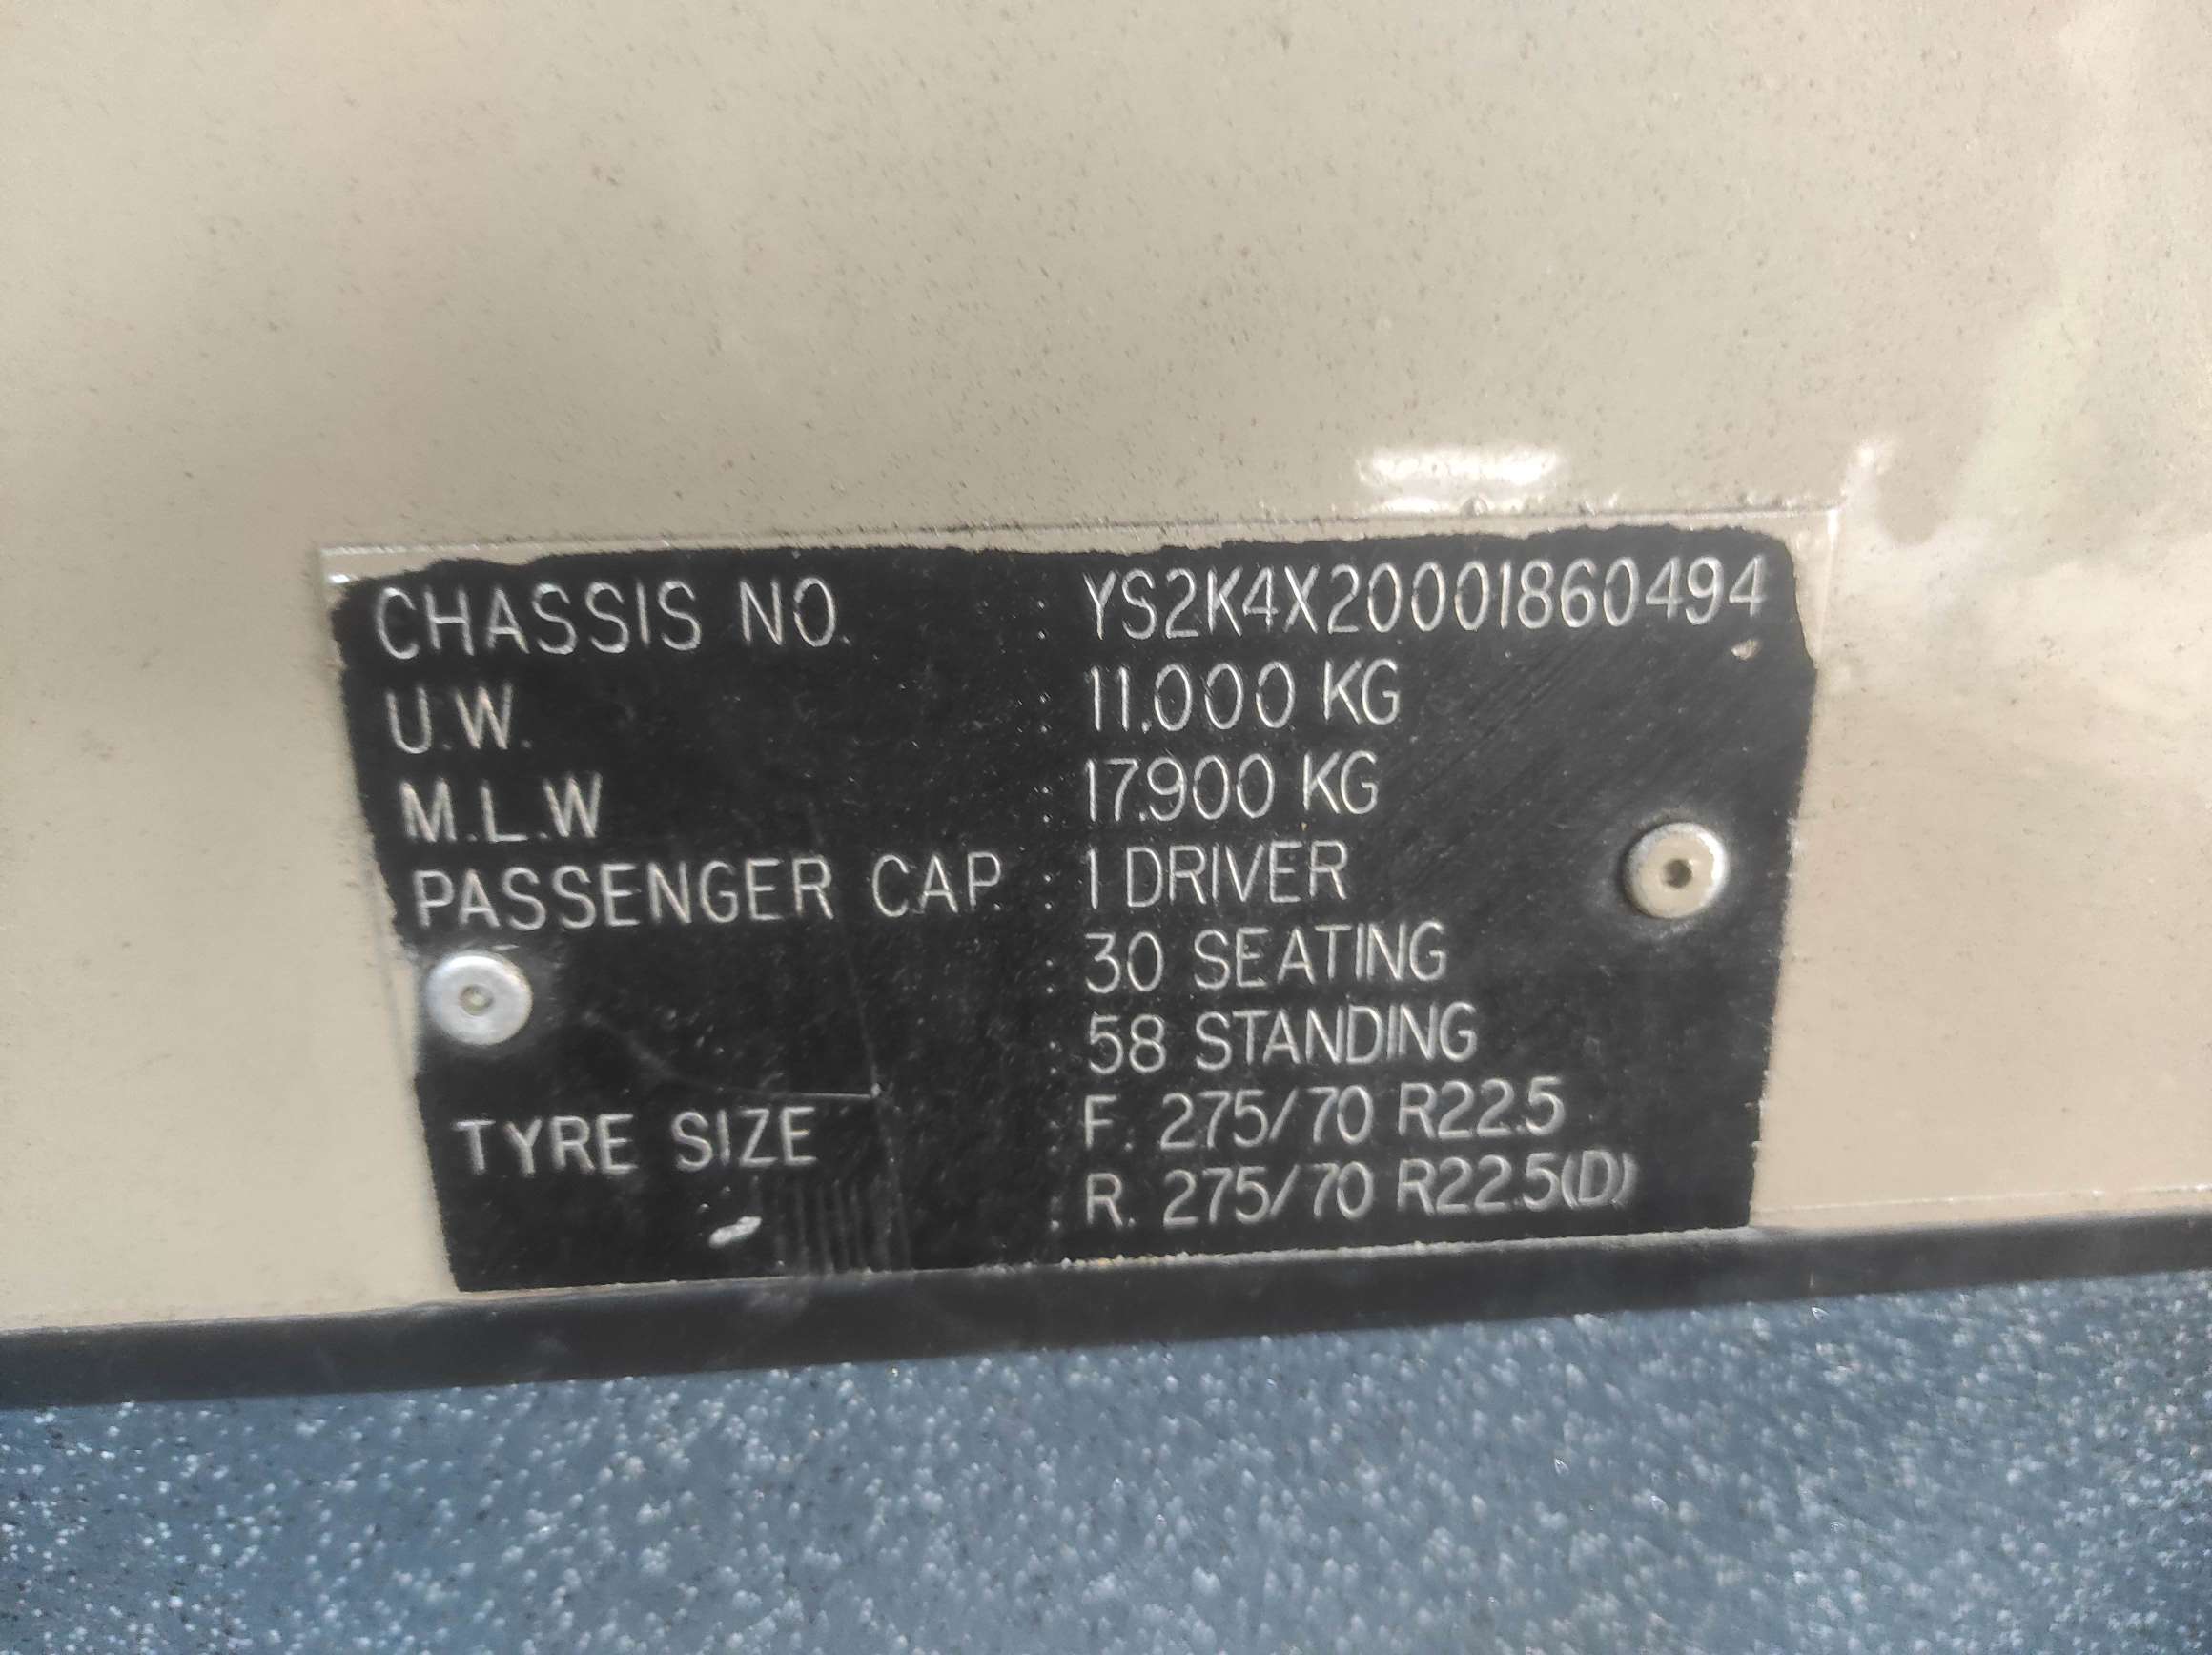 CHASSIS NO. : YS2K4X20001860494
U.W. : 11.000 KG
M.L.W : 17.900 KG
PASSENGER CAP. : 1 DRIVER
: 30 SEATING
: 58 STANDING
TYRE SIZE : F. 275/70 R22.5
: R. 275/70 R22.5(D)